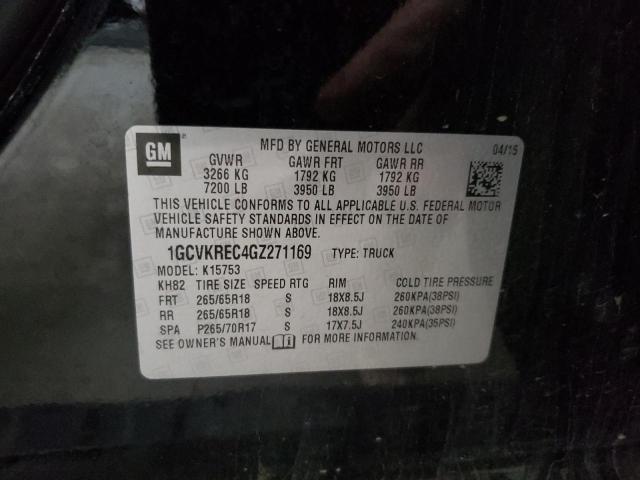 GM
MFD BY GENERAL MOTORS LLC 04/15
GVWR GAWR FRT GAWR RR
3266 KG 1792 KG 1792 KG
7200 LB 3950 LB 3950 LB
THIS VEHICLE CONFORMS TO ALL APPLICABLE U.S. FEDERAL MOTOR
VEHICLE SAFETY STANDARDS IN EFFECT ON THE DATE OF
MANUFACTURE SHOWN ABOVE.
1GCVKREC4GZ271169 TYPE: TRUCK
MODEL: K15753
KH82 TIRE SIZE SPEED RTG RIM COLD TIRE PRESSURE
FRT 265/65R18 S 18X8.5J 260KPA(38PSI)
RR 265/65R18 S 18X8.5J 260KPA(38PSI)
SPA P265/70R17 S 17X7.5J 240KPA(35PSI)
SEE OWNER'S MANUAL FOR MORE INFORMATION.